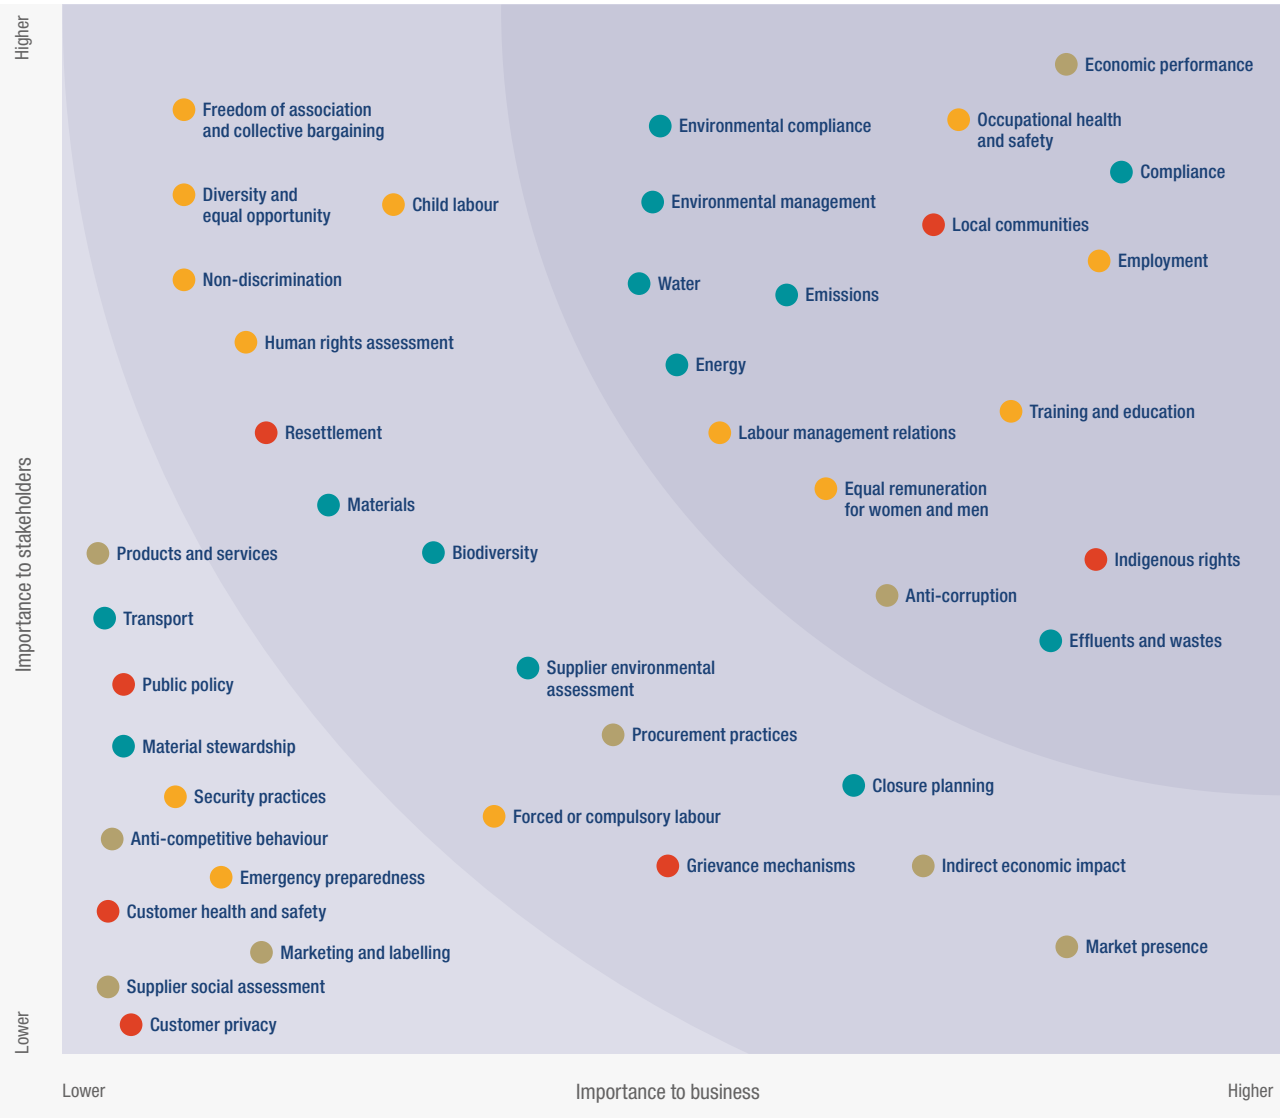 Higher
Economic performance
Freedom of association
and collective bargaining
Environmental compliance
Occupational health
and safety
Compliance
Diversity and
equal opportunity
Child labour
Environmental management
Local communities
Employment
Non-discrimination
Water
Emissions
Human rights assessment
Energy
Training and education
Resettlement
Labour management relations
Equal remuneration
for women and men
Materials
Products and services
Biodiversity
Indigenous rights
Anti-corruption
Transport
Effluents and wastes
Importance to stakeholders
Supplier environmental
assessment
Public policy
Procurement practices
Material stewardship
Closure planning
Security practices
Forced or compulsory labour
Anti-competitive behaviour
Grievance mechanisms
Indirect economic impact
Emergency preparedness
Customer health and safety
Marketing and labelling
Market presence
Supplier social assessment
Customer privacy
Lower
Lower
Importance to business
Higher